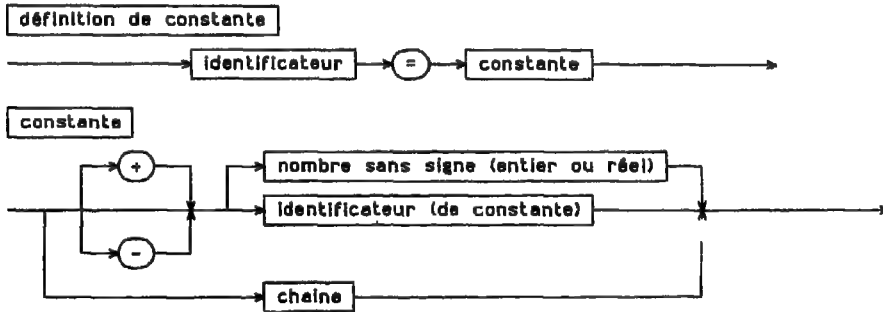 définition de constante
identificateur = constante
constante
+ nombre sans signe (entier ou réel)
identificateur (de constante)
-
chaine